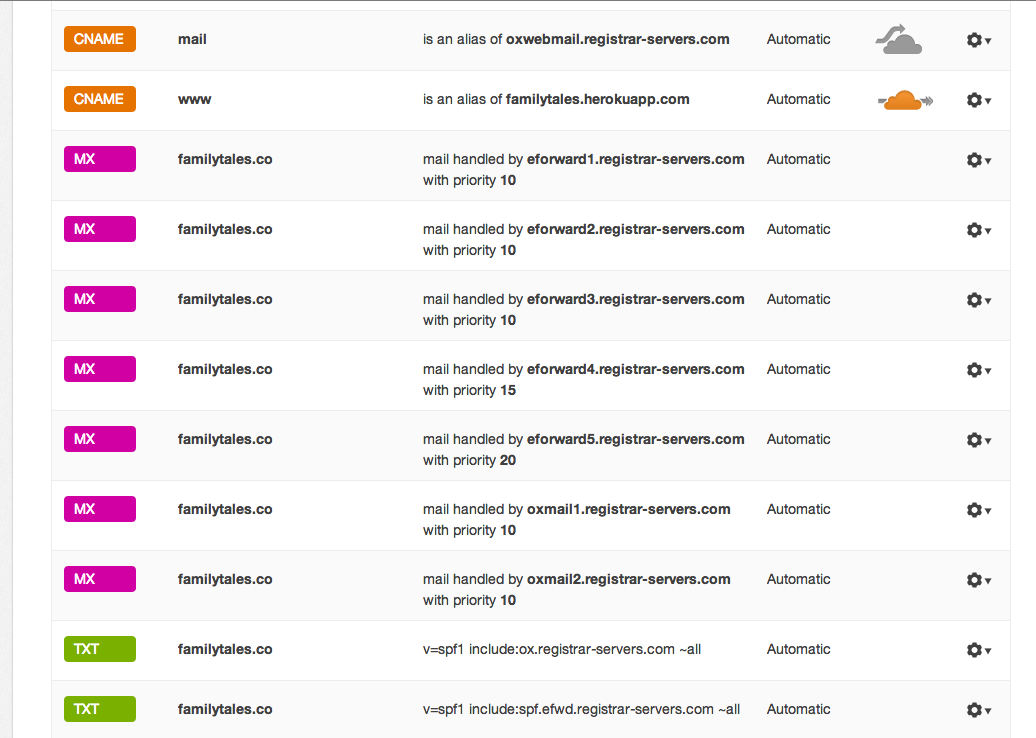 CNAME mail is an alias of oxwebmail.registrar-servers.com Automatic
CNAME www is an alias of familytales.herokuapp.com Automatic
MX familytales.co mail handled by eforward1.registrar-servers.com Automatic
with priority 10
MX familytales.co mail handled by eforward2.registrar-servers.com Automatic
with priority 10
MX familytales.co mail handled by eforward3.registrar-servers.com Automatic
with priority 10
MX familytales.co mail handled by eforward4.registrar-servers.com Automatic
with priority 15
MX familytales.co mail handled by eforward5.registrar-servers.com Automatic
with priority 20
MX familytales.co mail handled by oxmail1.registrar-servers.com Automatic
with priority 10
MX familytales.co mail handled by oxmail2.registrar-servers.com Automatic
with priority 10
TXT familytales.co v=spf1 include:ox.registrar-servers.com ~all Automatic
TXT familytales.co v=spf1 include:spf.efwd.registrar-servers.com ~all Automatic